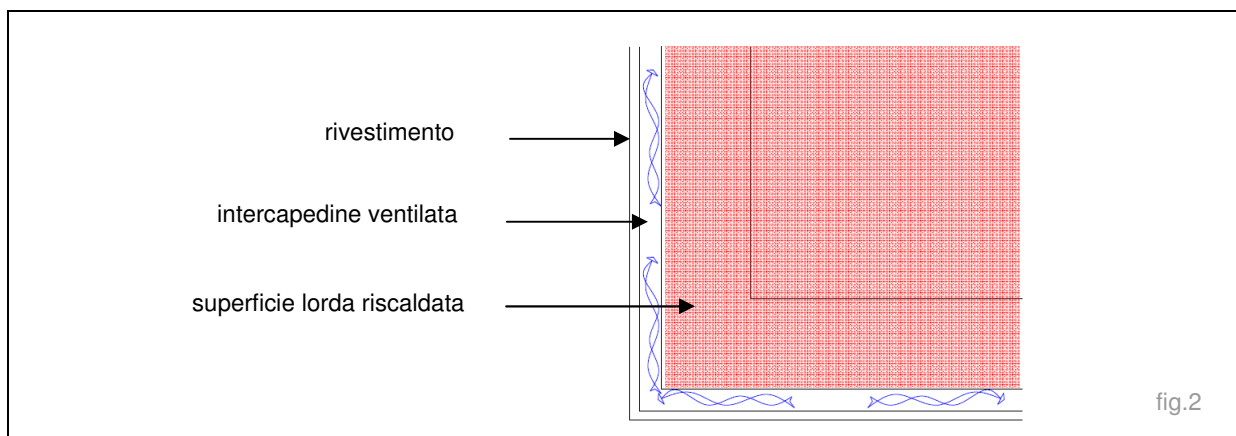 rivestimento
intercapedine ventilata
superficie lorda riscaldata
fig.2